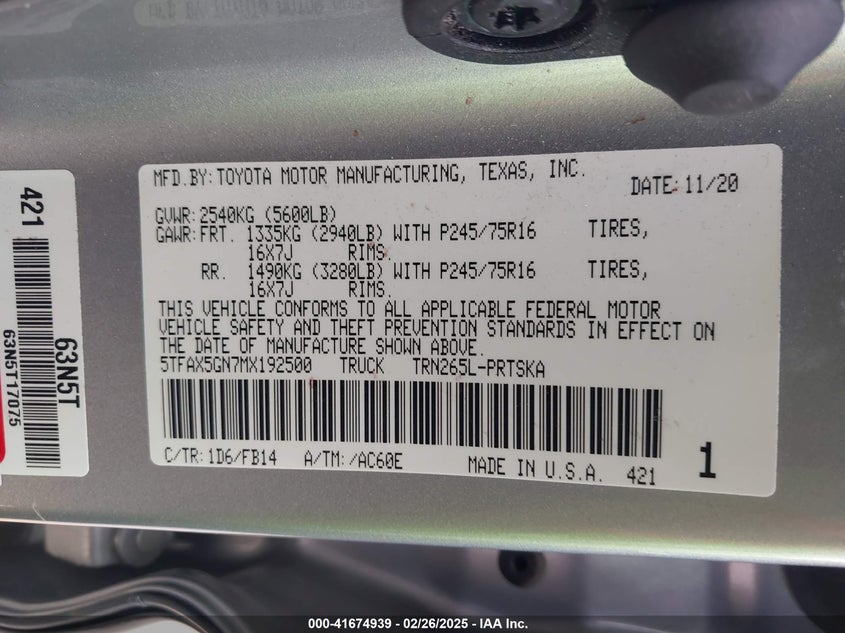 MFD.BY: TOYOTA MOTOR MANUFACTURING, TEXAS, INC.
DATE: 11/20
GVWR: 2540KG (5600LB)
GAWR: FRT. 1335KG (2940LB) WITH P245/75R16 TIRES,
16X7J RIMS.
RR. 1490KG (3280LB) WITH P245/75R16 TIRES,
16X7J RIMS.
THIS VEHICLE CONFORMS TO ALL APPLICABLE FEDERAL MOTOR
VEHICLE SAFETY AND THEFT PREVENTION STANDARDS IN EFFECT ON
THE DATE OF MANUFACTURE SHOWN ABOVE.
5TFAX5GN7MX192500 TRUCK TRN265L-PRTSKA
C/TR: 1D6/FB14 A/TM: /AC60E MADE IN U.S.A. 421 1
421
63N5T
63N5T17075
000-41674939 - 02/26/2025 - IAA Inc.